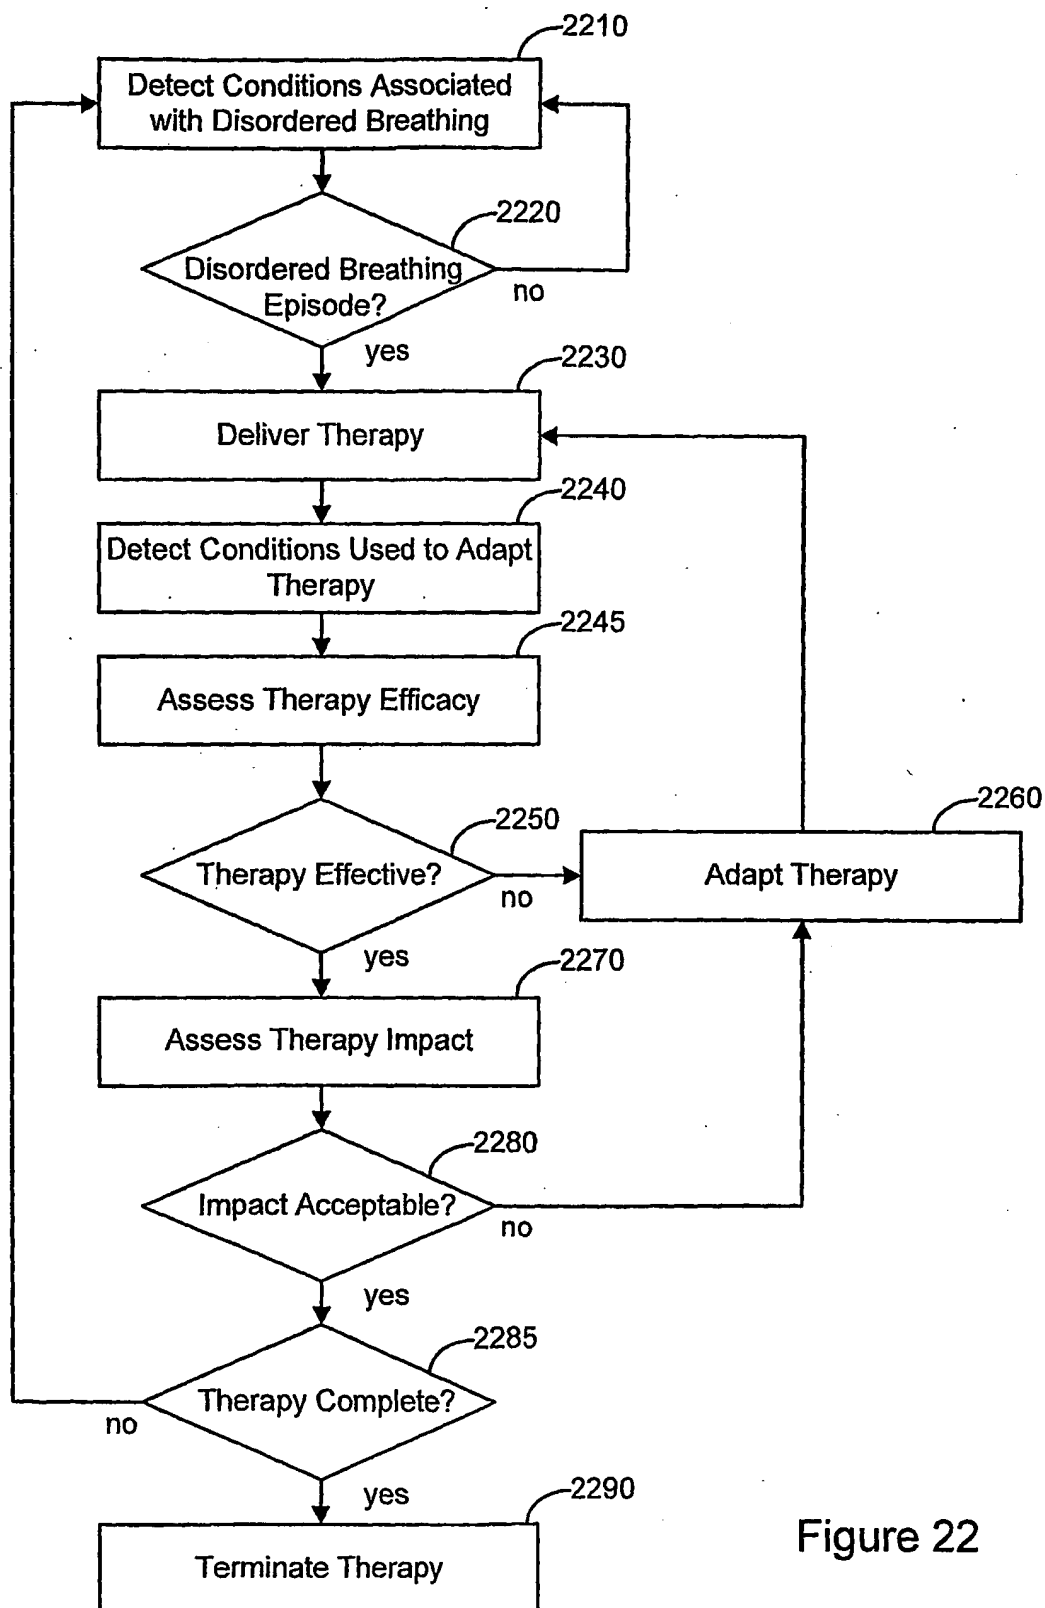 2210
Detect Conditions Associated
with Disordered Breathing
2220
Disordered Breathing
Episode?
no
yes
2230
Deliver Therapy
2240
Detect Conditions Used to Adapt
Therapy
2245
Assess Therapy Efficacy
2250
2260
Therapy Effective?
Adapt Therapy
no
yes
2270
Assess Therapy Impact
2280
Impact Acceptable?
no
yes
2285
Therapy Complete?
no
yes
2290
Figure 22
Terminate Therapy